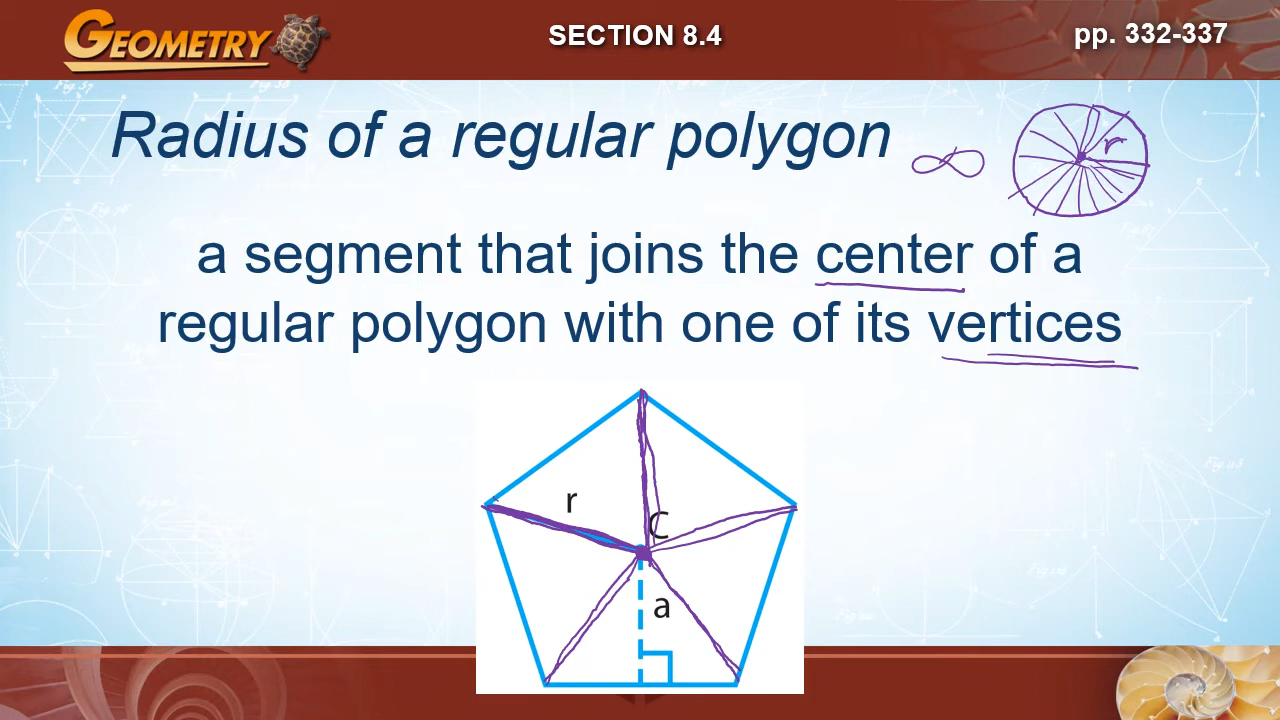 GEOMETRY
SECTION 8.4
pp. 332-337
Radius of a regular polygon
∞
r
a segment that joins the center of a
regular polygon with one of its vertices
r
C
a